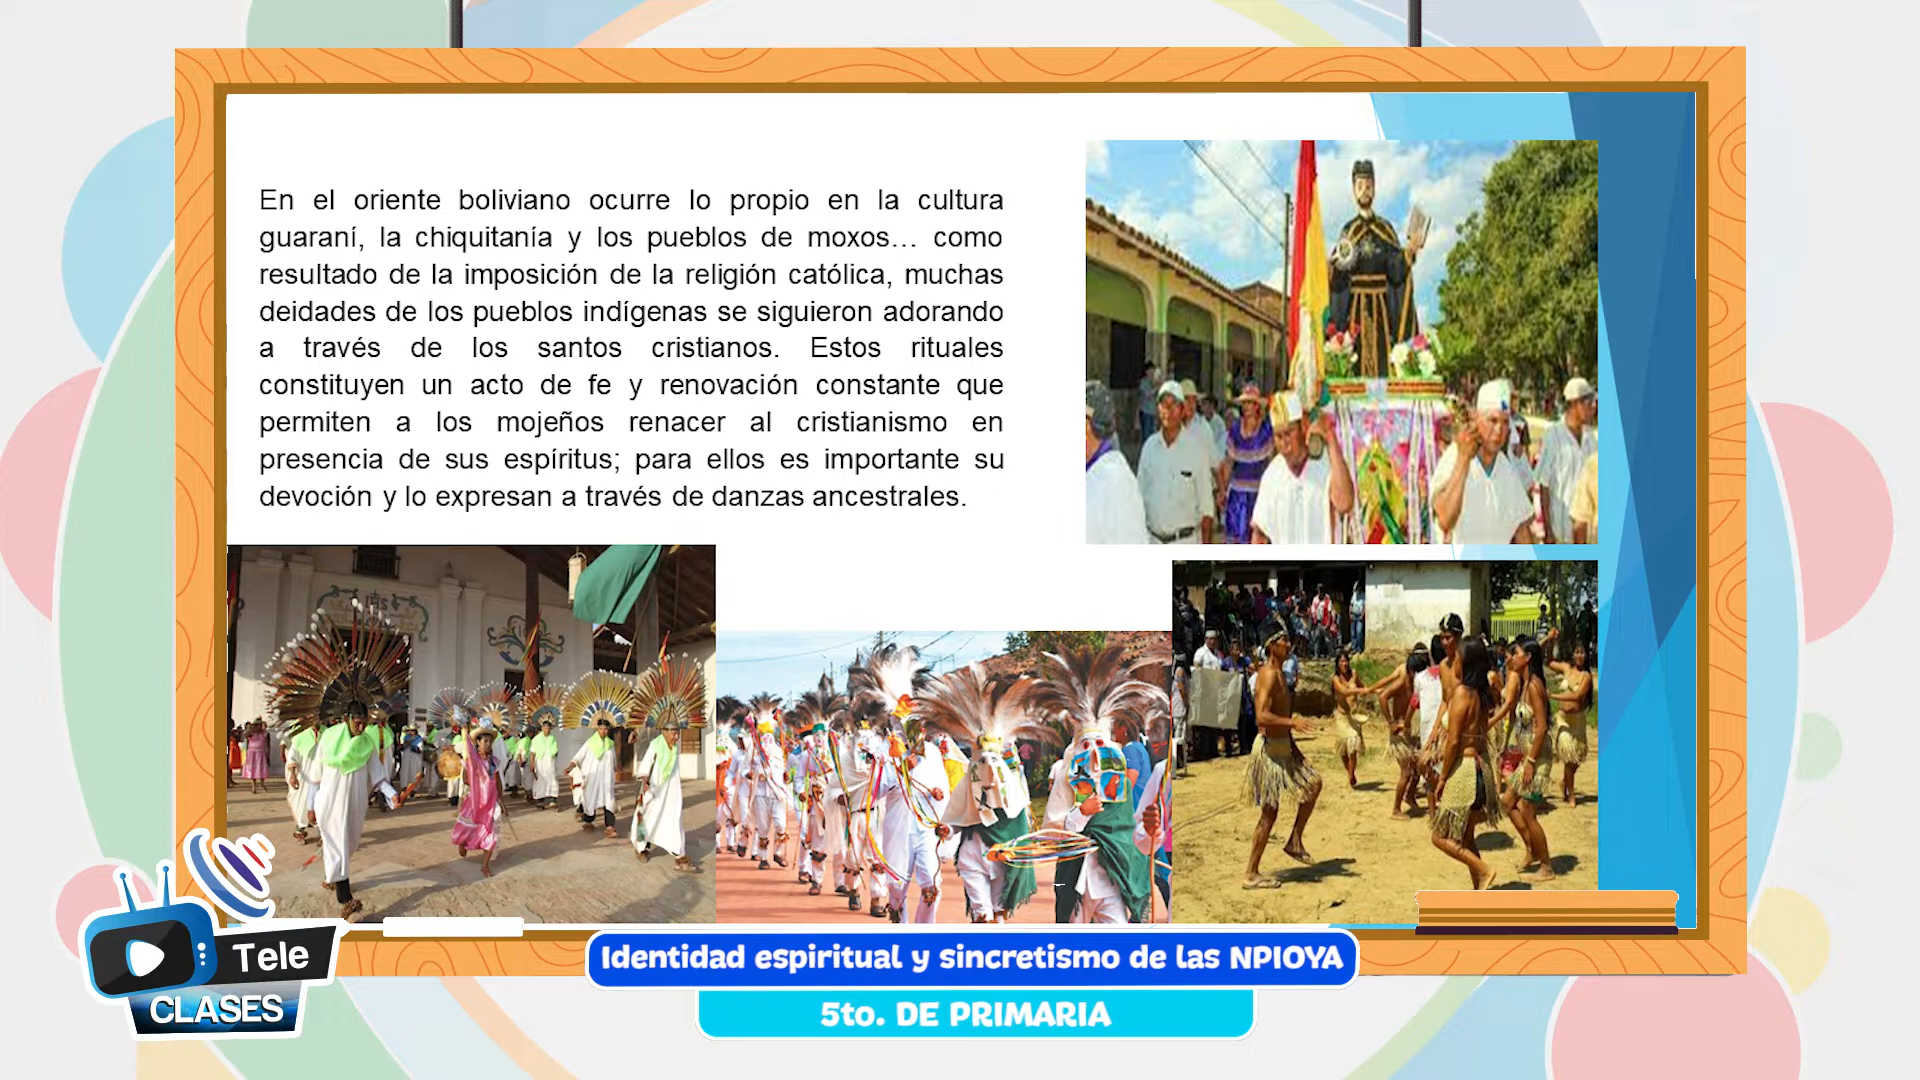 En el oriente boliviano ocurre lo propio en la cultura
guaraní, la chiquitanía y los pueblos de moxos... como
resultado de la imposición de la religión católica, muchas
deidades de los pueblos indígenas se siguieron adorando
a través de los santos cristianos. Estos rituales
constituyen un acto de fe y renovación constante que
permiten a los mojeños renacer al cristianismo en
presencia de sus espíritus; para ellos es importante su
devoción y lo expresan a través de danzas ancestrales.
IHS
Tele
CLASES
Identidad espiritual y sincretismo de las NPIOYA
5to. DE PRIMARIA